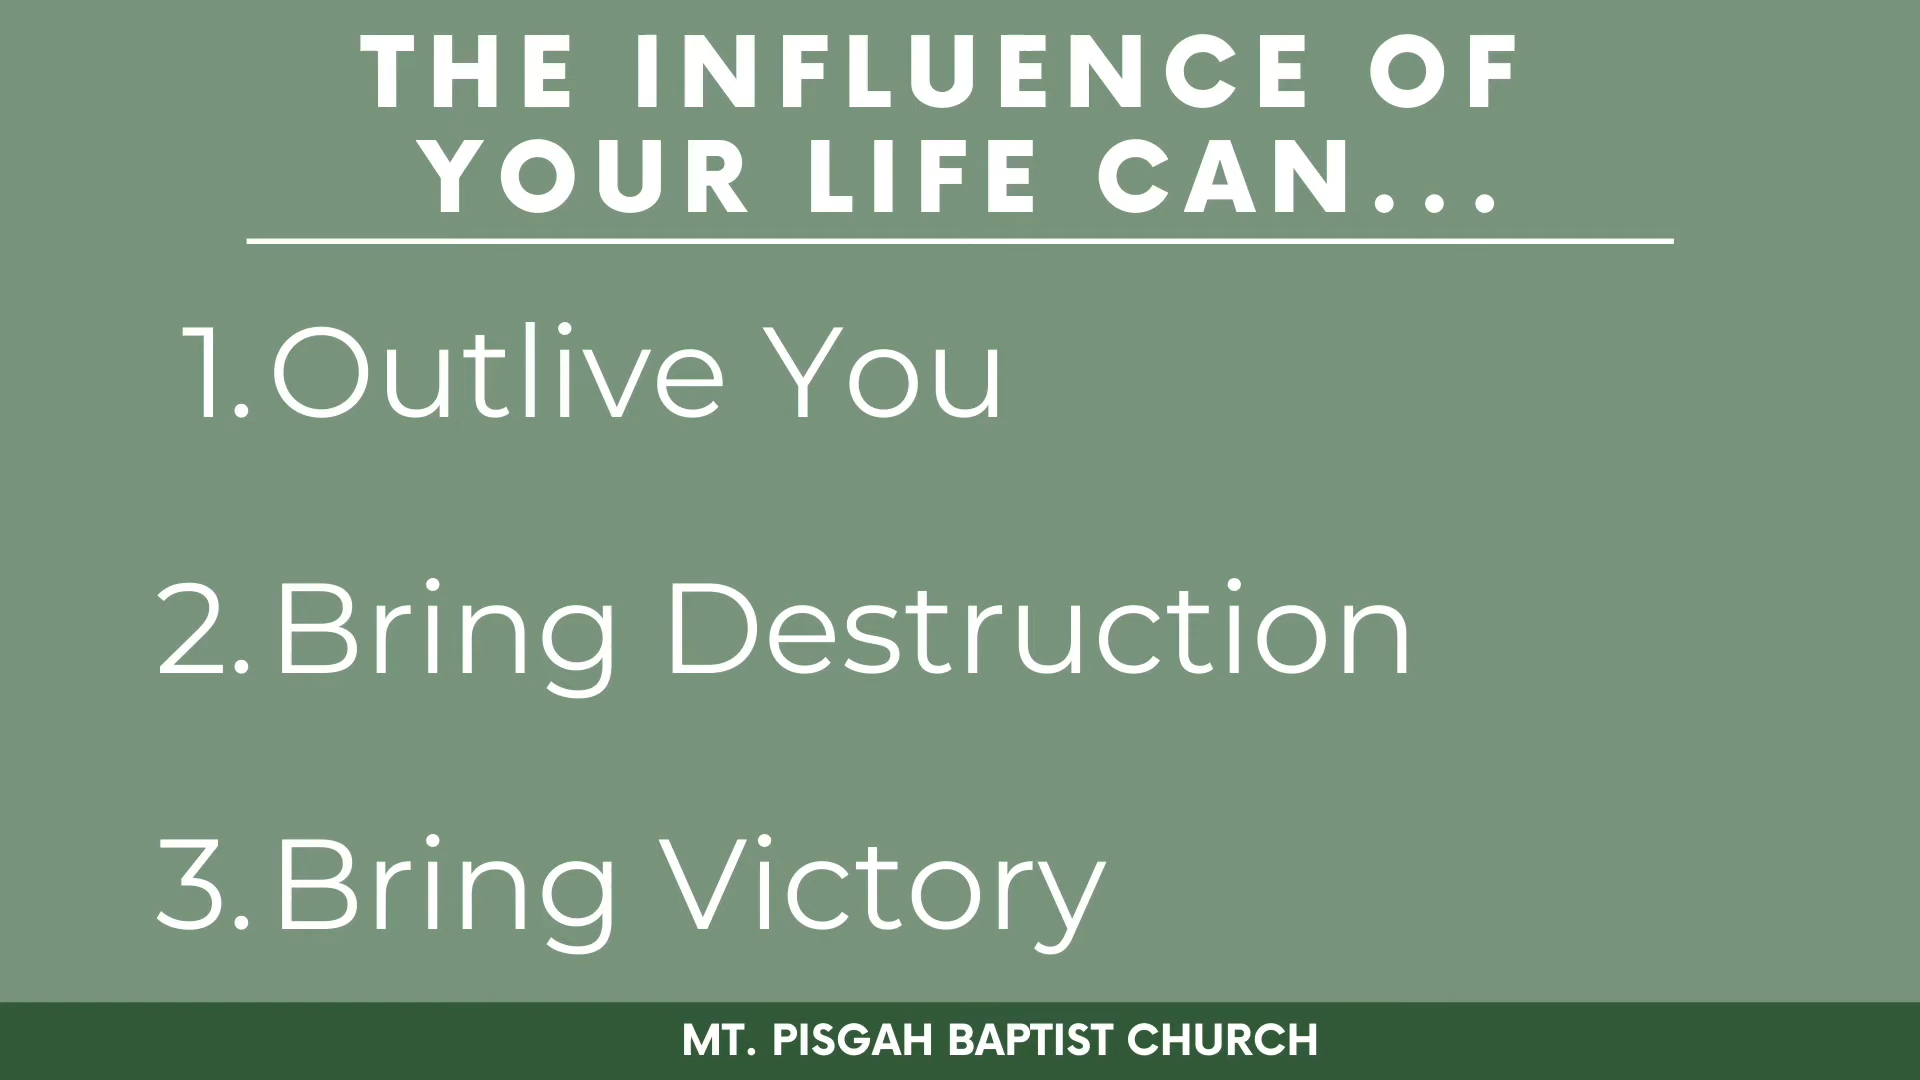 THE INFLUENCE OF
YOUR LIFE CAN...
1. Outlive You
2. Bring Destruction
3. Bring Victory
MT. PISGAH BAPTIST CHURCH